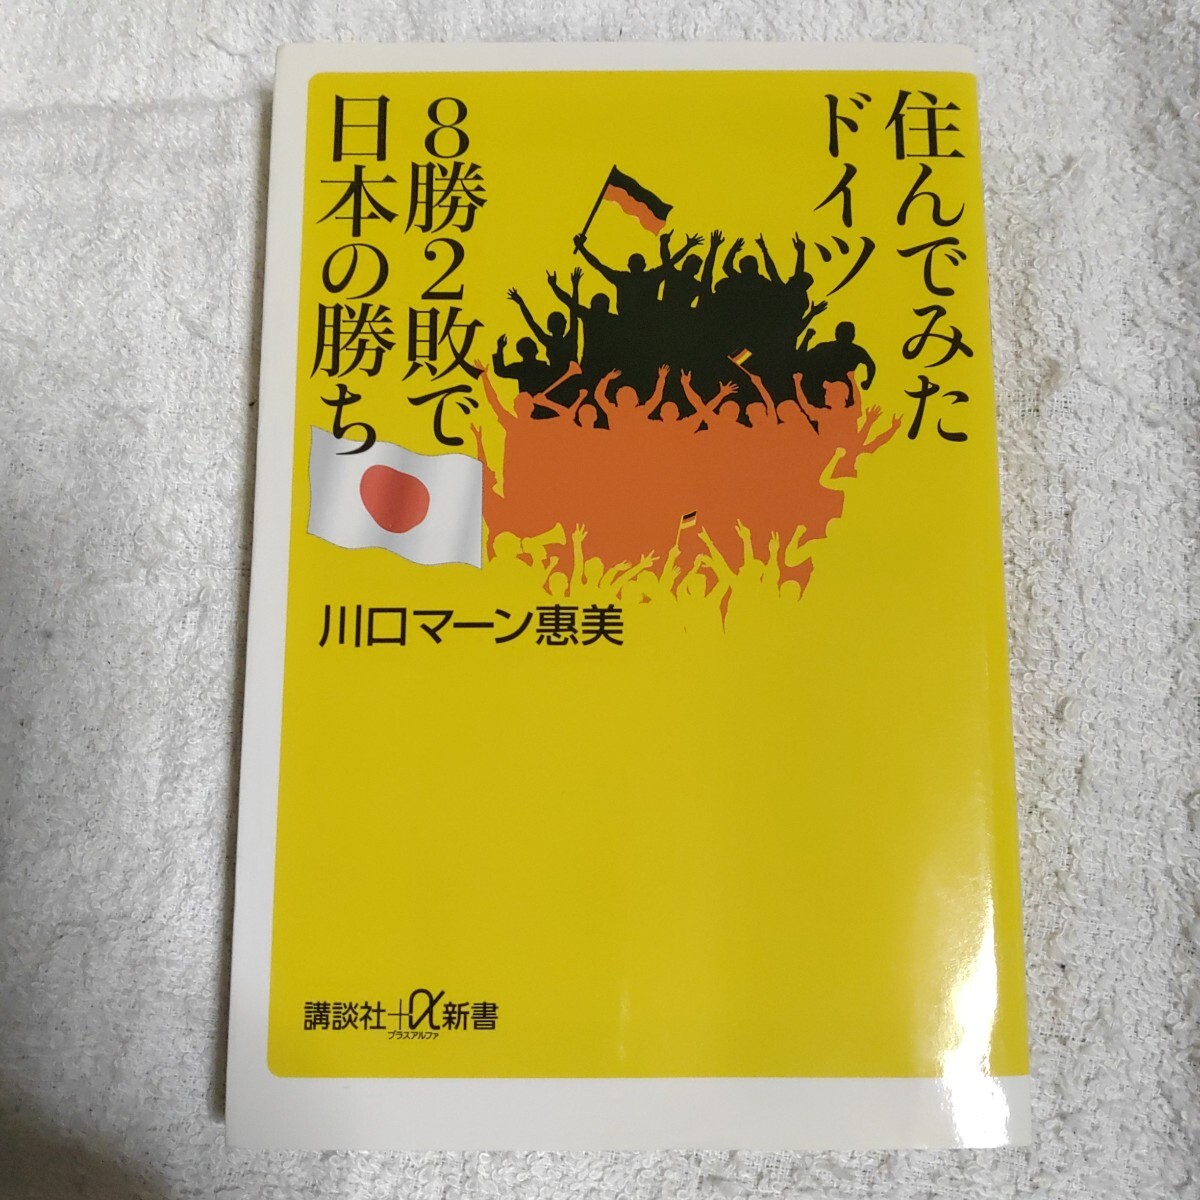 住んでみた
ドイツ
8勝2敗で
日本の勝ち
川口マーン惠美
講談社+α新書
プラスアルファ